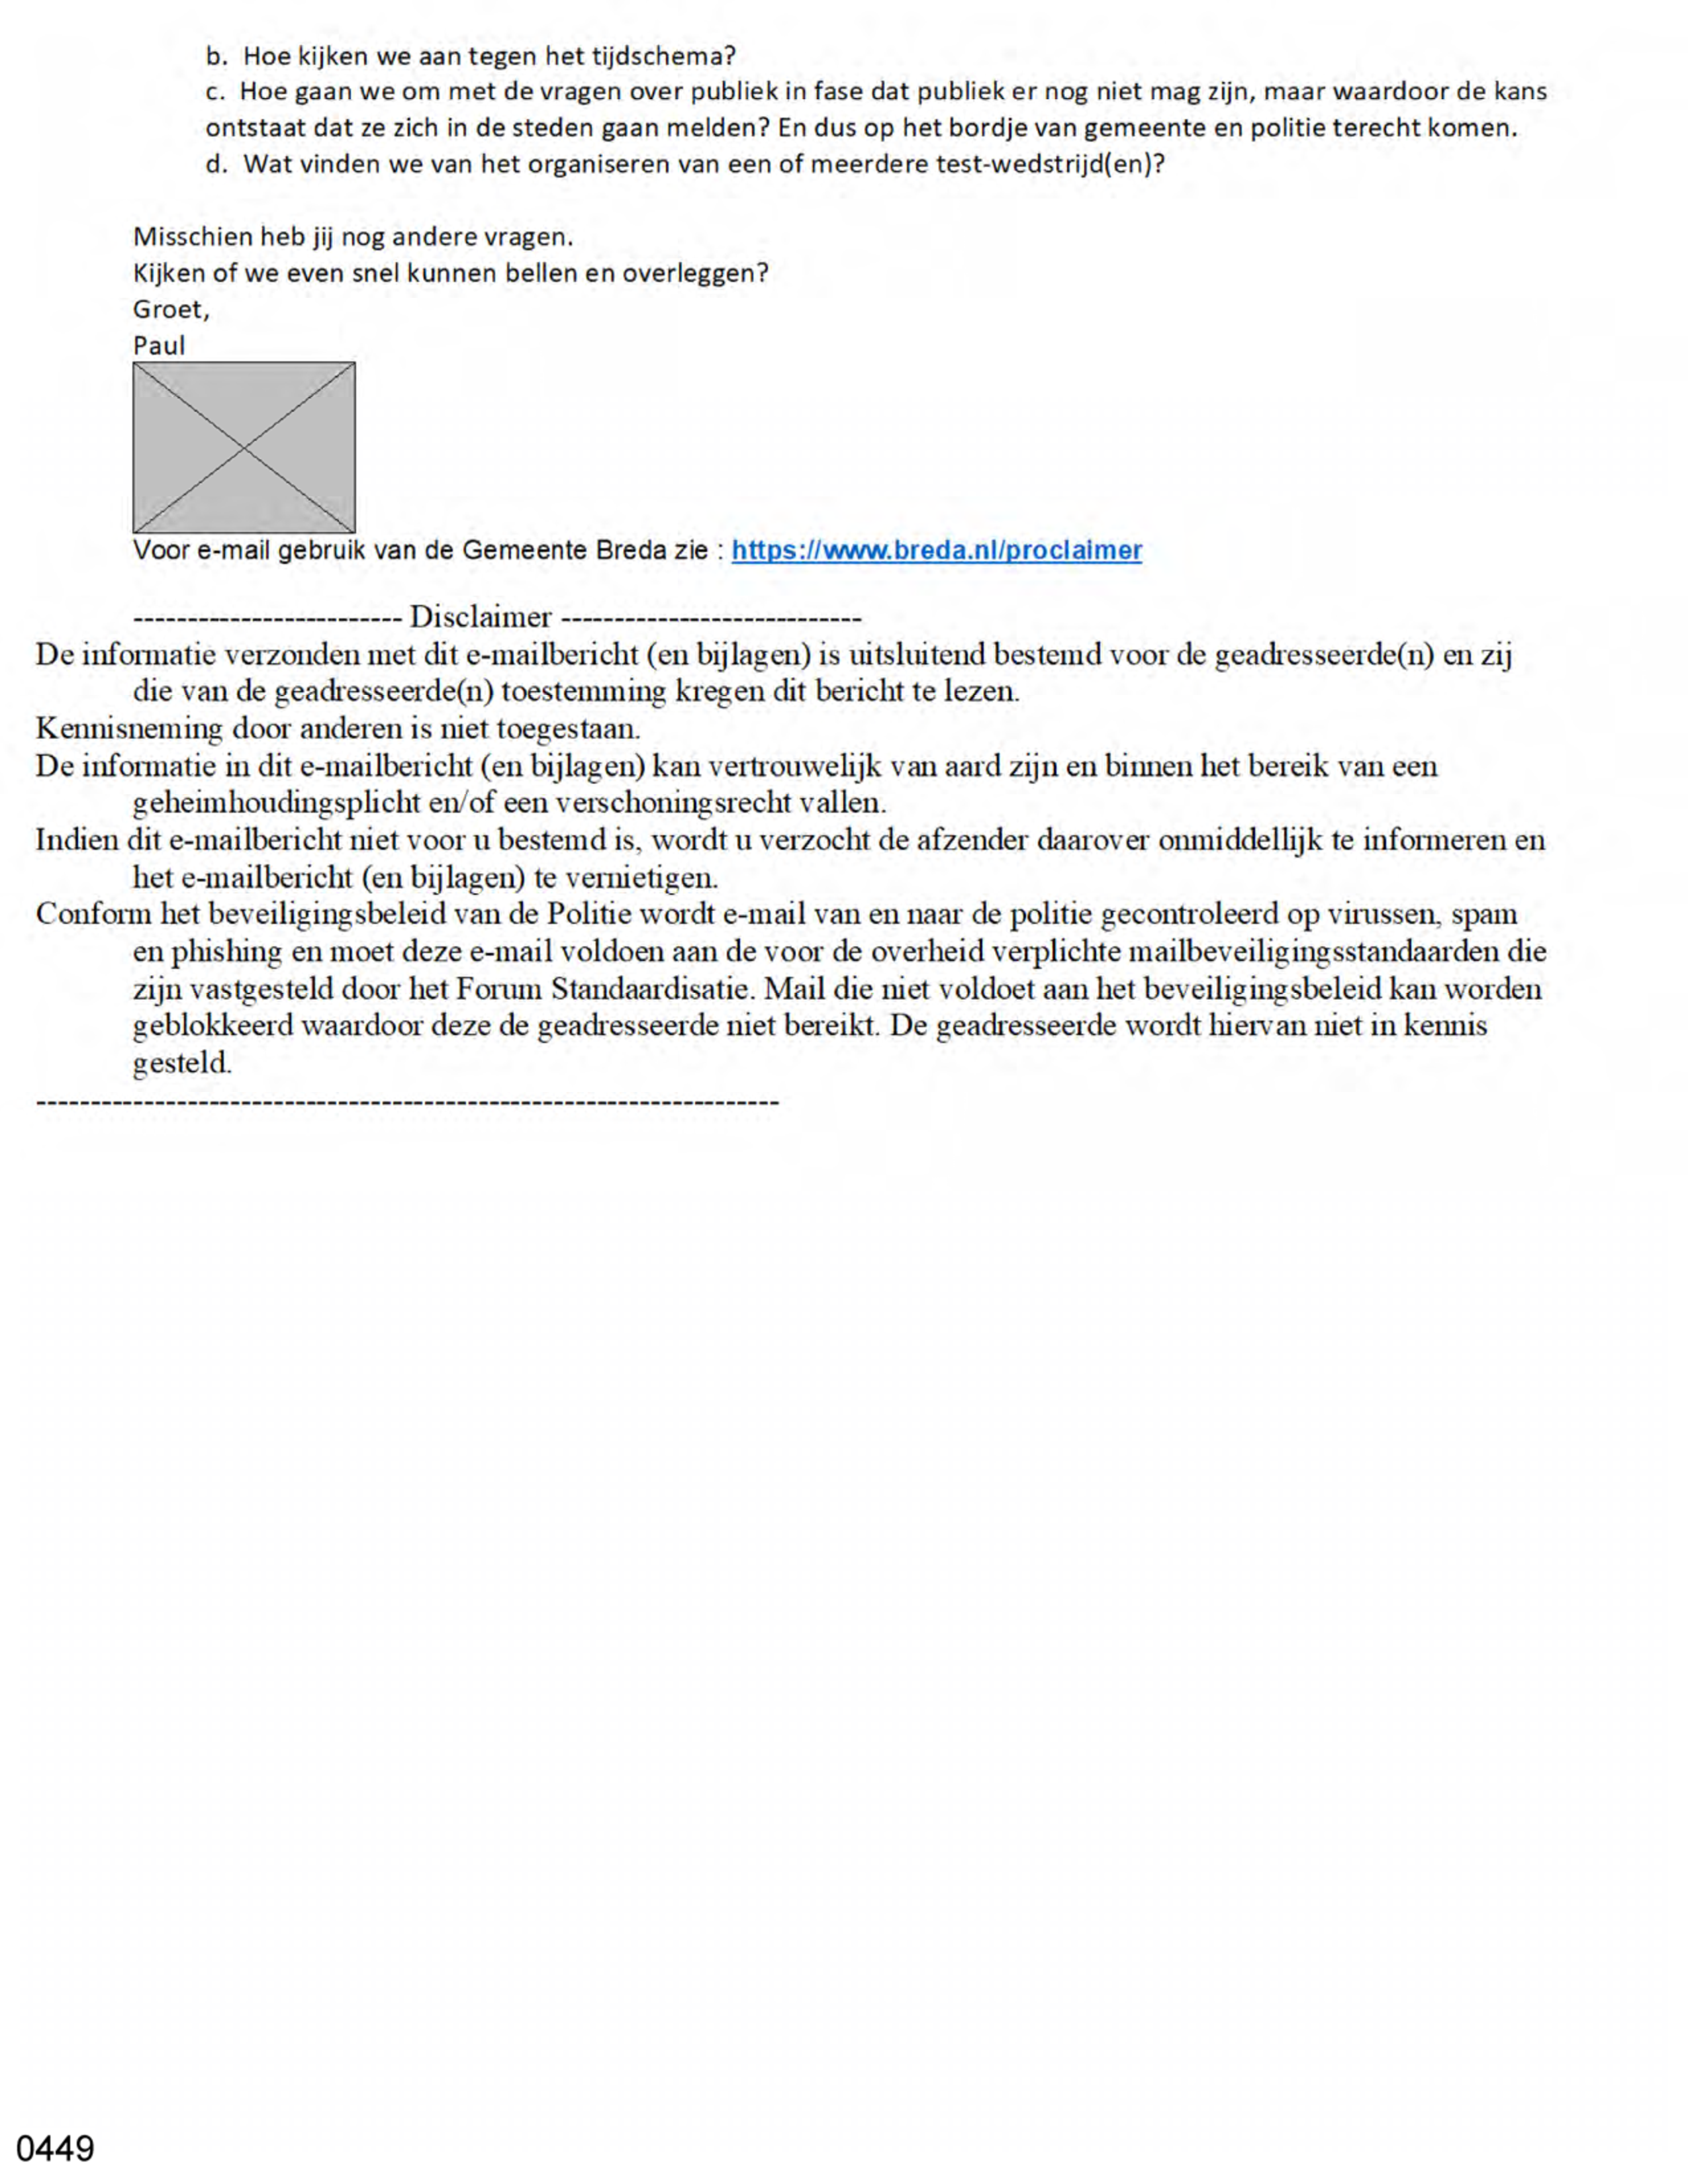 b. Hoe kijken we aan tegen het tijdschema?
c. Hoe gaan we om met de vragen over publiek in fase dat publiek er nog niet mag zijn, maar waardoor de kans
ontstaat dat ze zich in de steden gaan melden? En dus op het bordje van gemeente en politie terecht komen.
d. Wat vinden we van het organiseren van een of meerdere test-wedstrijd(en)?
Misschien heb jij nog andere vragen.
Kijken of we even snel kunnen bellen en overleggen?
Groet,
Paul
Voor e-mail gebruik van de Gemeente Breda zie : https://www.breda.nl/proclaimer
------------------------- Disclaimer ----------------------------
De informatie verzonden met dit e-mailbericht (en bijlagen) is uitsluitend bestemd voor de geadresseerde(n) en zij
die van de geadresseerde(n) toestemming kregen dit bericht te lezen.
Kennisneming door anderen is niet toegestaan.
De informatie in dit e-mailbericht (en bijlagen) kan vertrouwelijk van aard zijn en binnen het bereik van een
geheimhoudingsplicht en/of een verschoningsrecht vallen.
Indien dit e-mailbericht niet voor u bestemd is, wordt u verzocht de afzender daarover onmiddellijk te informeren en
het e-mailbericht (en bijlagen) te vernietigen.
Conform het beveiligingsbeleid van de Politie wordt e-mail van en naar de politie gecontroleerd op virussen, spam
en phishing en moet deze e-mail voldoen aan de voor de overheid verplichte mailbeveiligingsstandaarden die
zijn vastgesteld door het Forum Standaardisatie. Mail die niet voldoet aan het beveiligingsbeleid kan worden
geblokkeerd waardoor deze de geadresseerde niet bereikt. De geadresseerde wordt hiervan niet in kennis
gesteld.
---------------------------------------------------------------------
0449